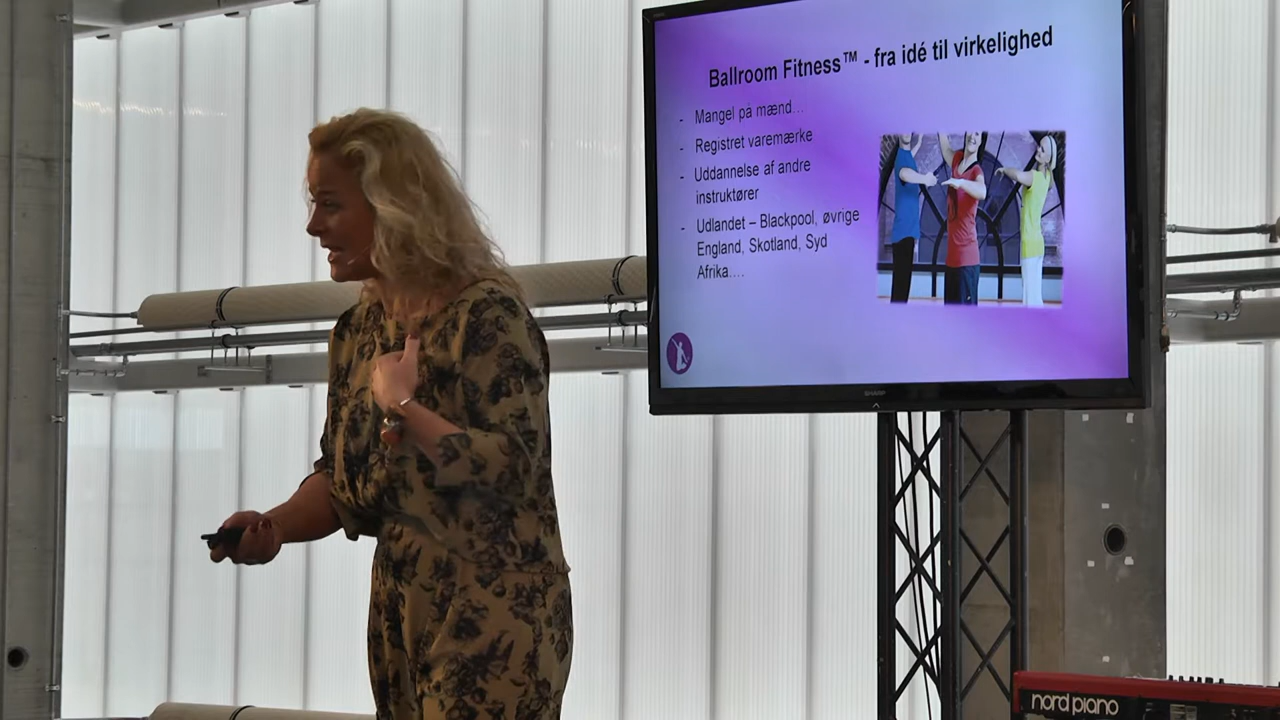 Ballroom Fitness™ - fra idé til virkelighed
- Mangel på mænd…
- Registret varemærke
- Uddannelse af andre
instruktører
- Udlandet – Blackpool, øvrige
England, Skotland, Syd
Afrika….
SHARP
nord piano